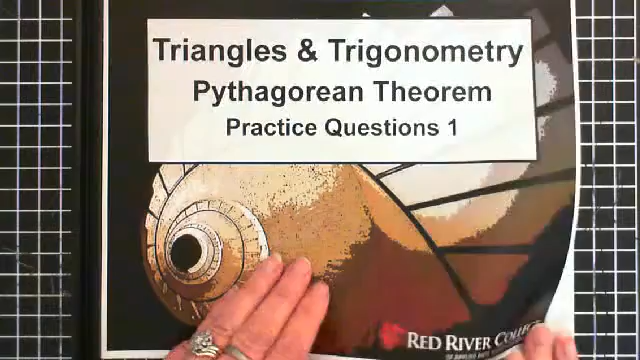 Triangles & Trigonometry
Pythagorean Theorem
Practice Questions 1
RED RIVER COLLEGE